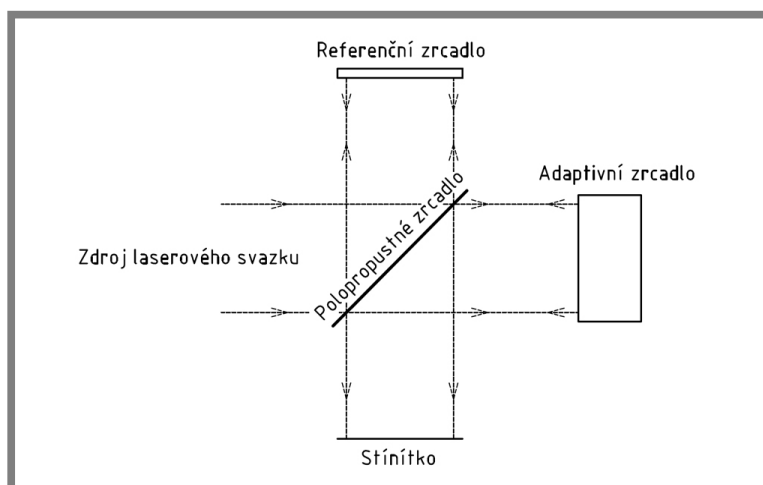 Referenční zrcadlo
Adaptivní zrcadlo
Polopropustné zrcadlo
Zdroj laserového svazku
Stínítko